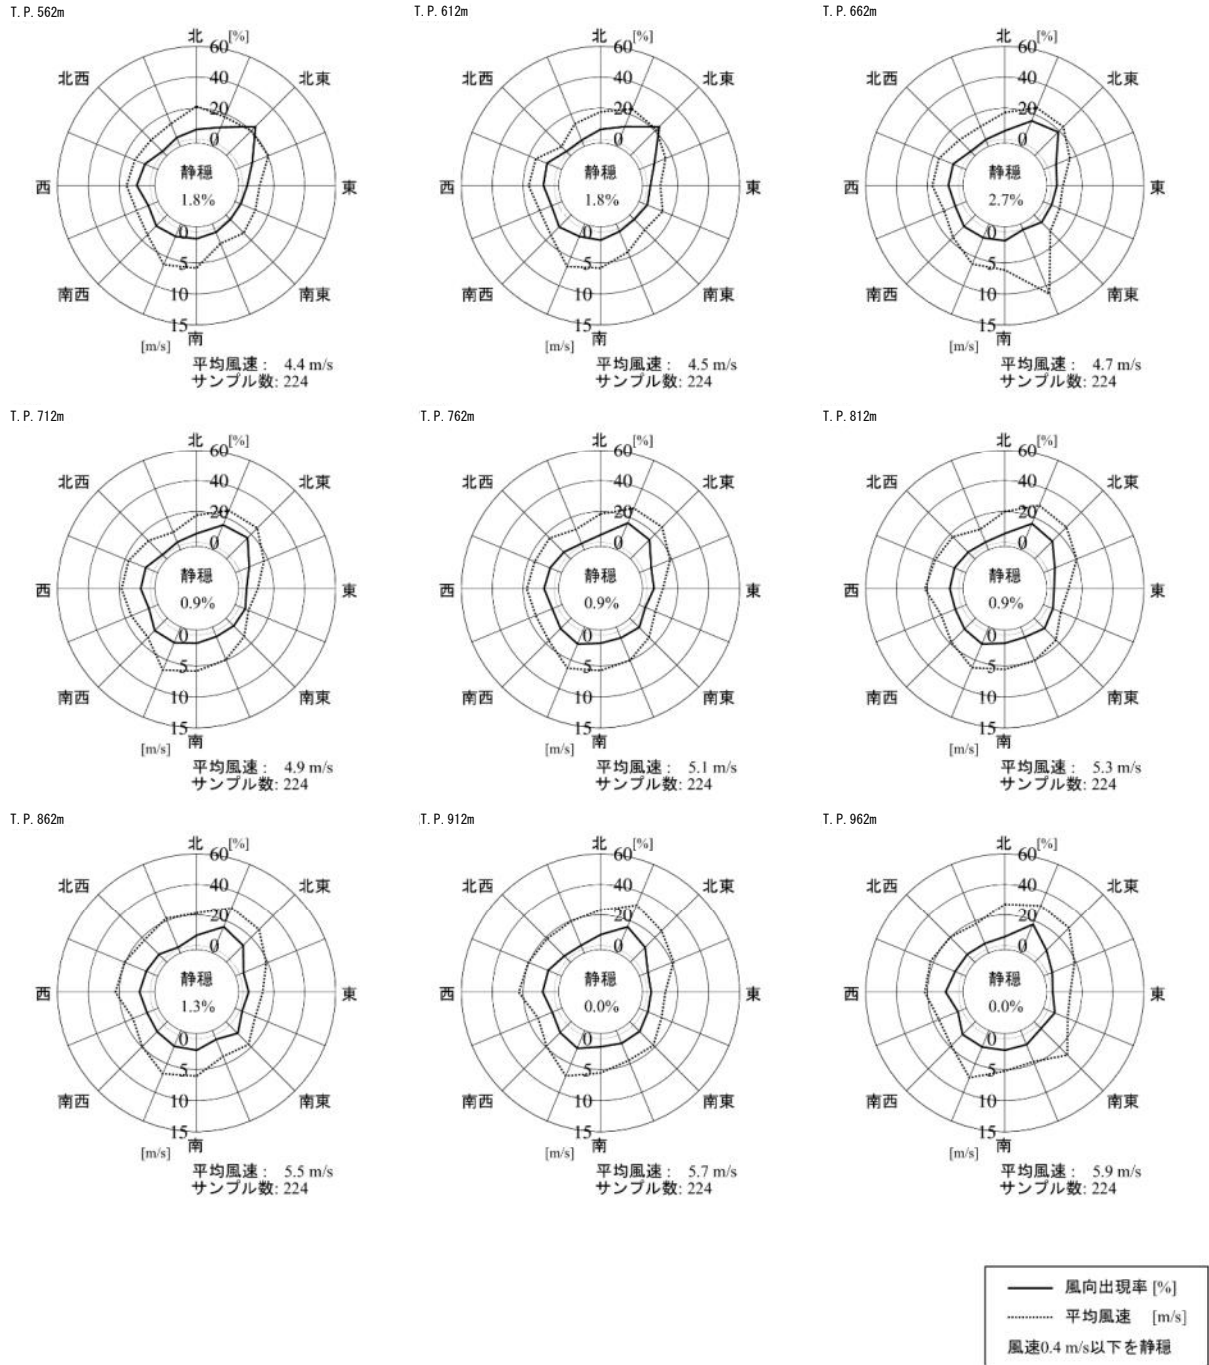 T.P.562m
北 [%]
60
北西 40 北東
20
0
静穏
西 東
1.8%
0
5
南西 10 南東
15
[m/s] 南
平均風速: 4.4 m/s
サンプル数: 224
T.P.612m
北 [%]
60
北西 40 北東
20
0
静穏
西 東
1.8%
0
5
南西 10 南東
15
[m/s] 南
平均風速: 4.5 m/s
サンプル数: 224
T.P.662m
北 [%]
60
北西 40 北東
20
0
静穏
西 東
2.7%
0
5
南西 10 南東
15
[m/s] 南
平均風速: 4.7 m/s
サンプル数: 224
T.P.712m
北 [%]
60
北西 40 北東
20
0
静穏
西 東
0.9%
0
5
南西 10 南東
15
[m/s] 南
平均風速: 4.9 m/s
サンプル数: 224
T.P.762m
北 [%]
60
北西 40 北東
20
0
静穏
西 東
0.9%
0
5
南西 10 南東
15
[m/s] 南
平均風速: 5.1 m/s
サンプル数: 224
T.P.812m
北 [%]
60
北西 40 北東
20
0
静穏
西 東
0.9%
0
5
南西 10 南東
15
[m/s] 南
平均風速: 5.3 m/s
サンプル数: 224
T.P.862m
北 [%]
60
北西 40 北東
20
0
静穏
西 東
1.3%
0
5
南西 10 南東
15
[m/s] 南
平均風速: 5.5 m/s
サンプル数: 224
T.P.912m
北 [%]
60
北西 40 北東
20
0
静穏
西 東
0.0%
0
5
南西 10 南東
15
[m/s] 南
平均風速: 5.7 m/s
サンプル数: 224
T.P.962m
北 [%]
60
北西 40 北東
20
0
静穏
西 東
0.0%
0
5
南西 10 南東
15
[m/s] 南
平均風速: 5.9 m/s
サンプル数: 224
風向出現率 [%]
平均風速 [m/s]
風速0.4 m/s以下を静穏